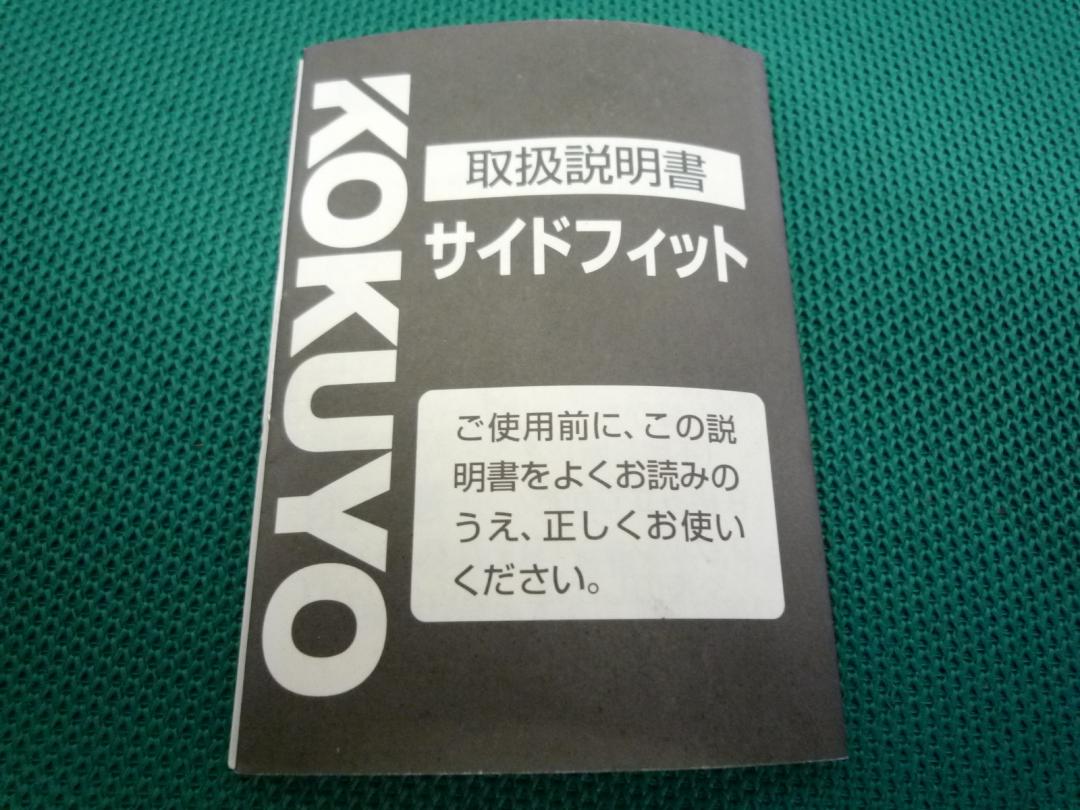 KOKUYO
取扱説明書
サイドフィット
ご使用前に、この説
明書をよくお読みの
うえ、正しくお使い
ください。